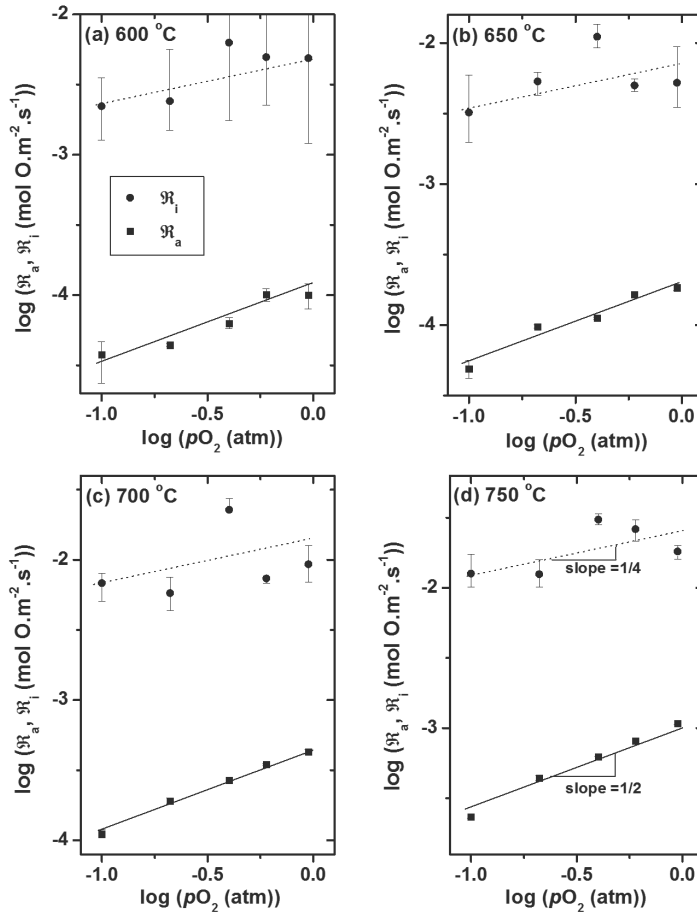 (a) 600 °C
-2
-3
-4
log (ℜa, ℜi (mol O.m-2.s-1))
ℜi
ℜa
-1.0
-0.5
0.0
log (pO2 (atm))
(b) 650 °C
-2
-3
-4
log (ℜa, ℜi (mol O.m-2.s-1))
-1.0
-0.5
0.0
log (pO2 (atm))
(c) 700 °C
-2
-3
-4
log (ℜa, ℜi (mol O.m-2.s-1))
-1.0
-0.5
0.0
log (pO2 (atm))
(d) 750 °C
-2
-3
log (ℜa, ℜi (mol O.m-2.s-1))
slope =1/4
slope =1/2
-1.0
-0.5
0.0
log (pO2 (atm))